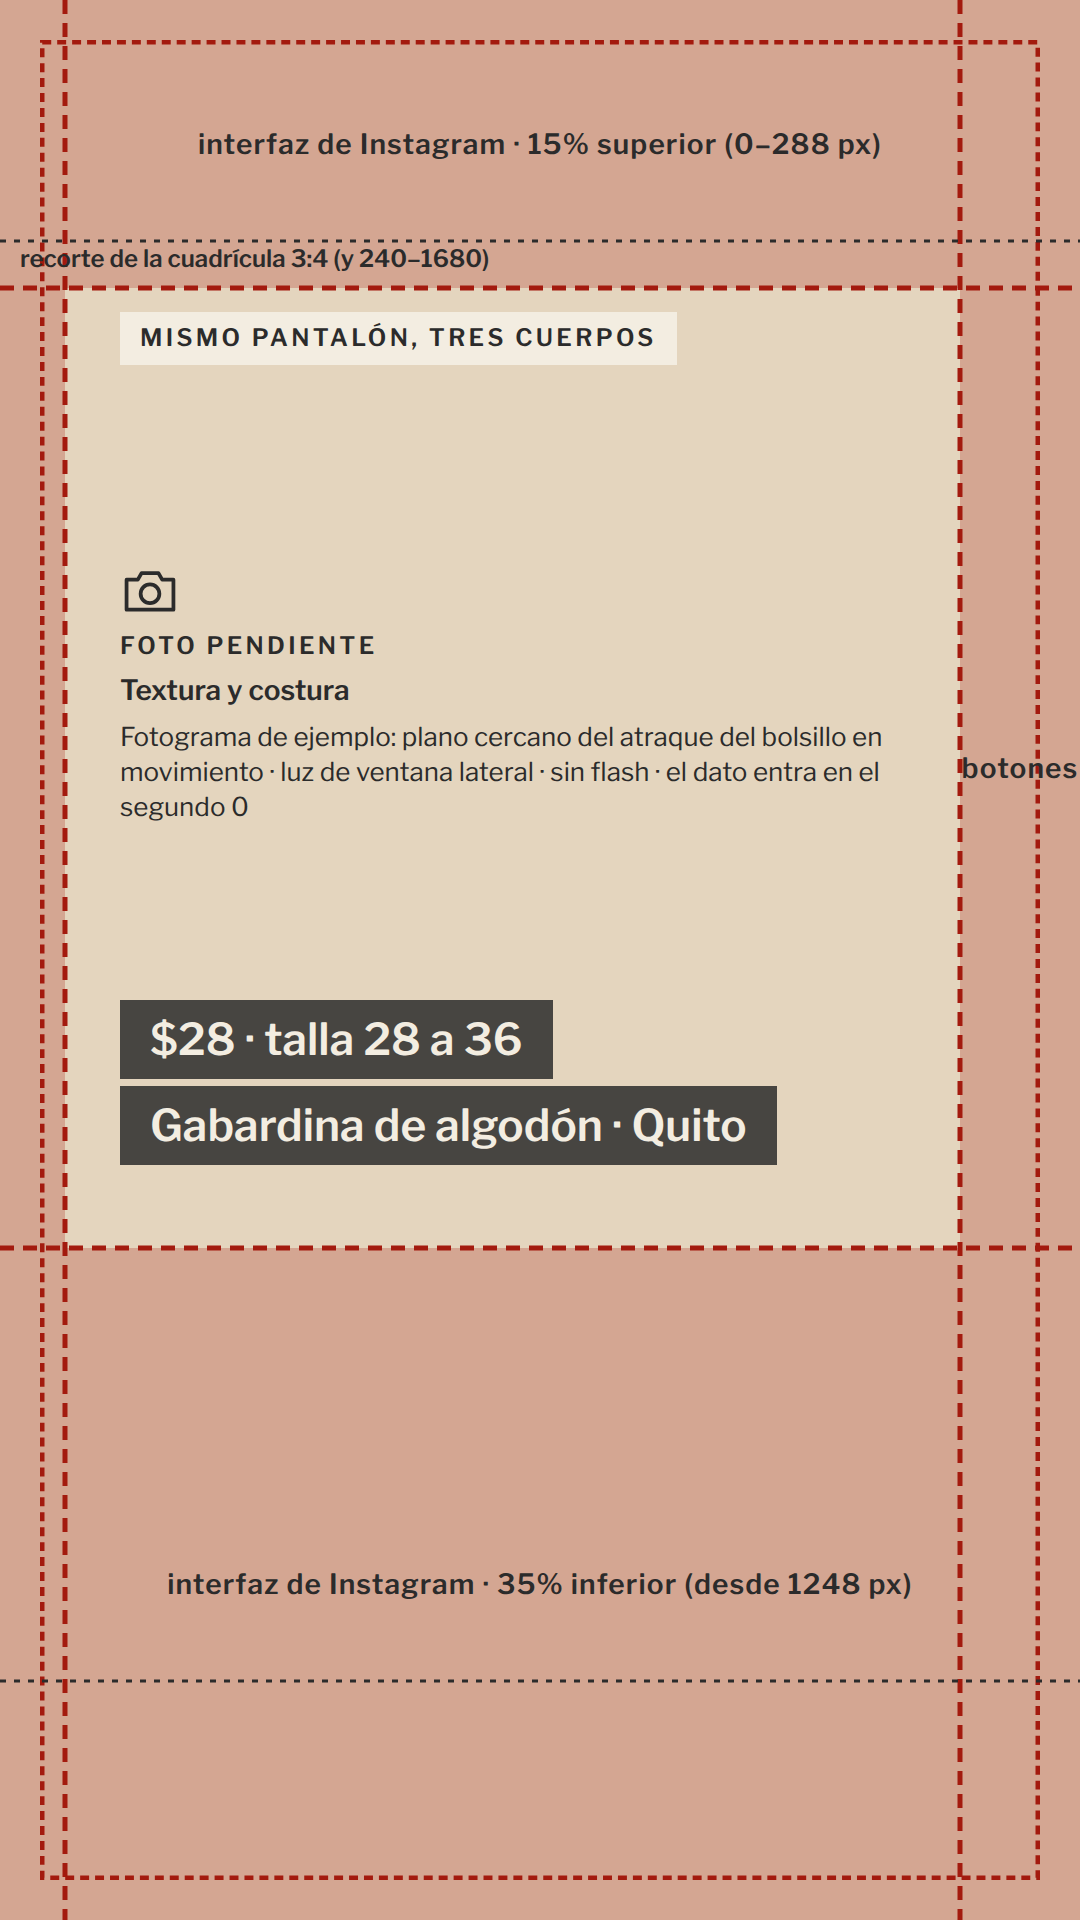 interfaz de Instagram · 15% superior (0–288 px)
recorte de la cuadrícula 3:4 (y 240–1680)
MISMO PANTALÓN, TRES CUERPOS
FOTO PENDIENTE
Textura y costura
Fotograma de ejemplo: plano cercano del atraque del bolsillo en
movimiento · luz de ventana lateral · sin flash · el dato entra en el
segundo 0
botones
$28 · talla 28 a 36
Gabardina de algodón · Quito
interfaz de Instagram · 35% inferior (desde 1248 px)